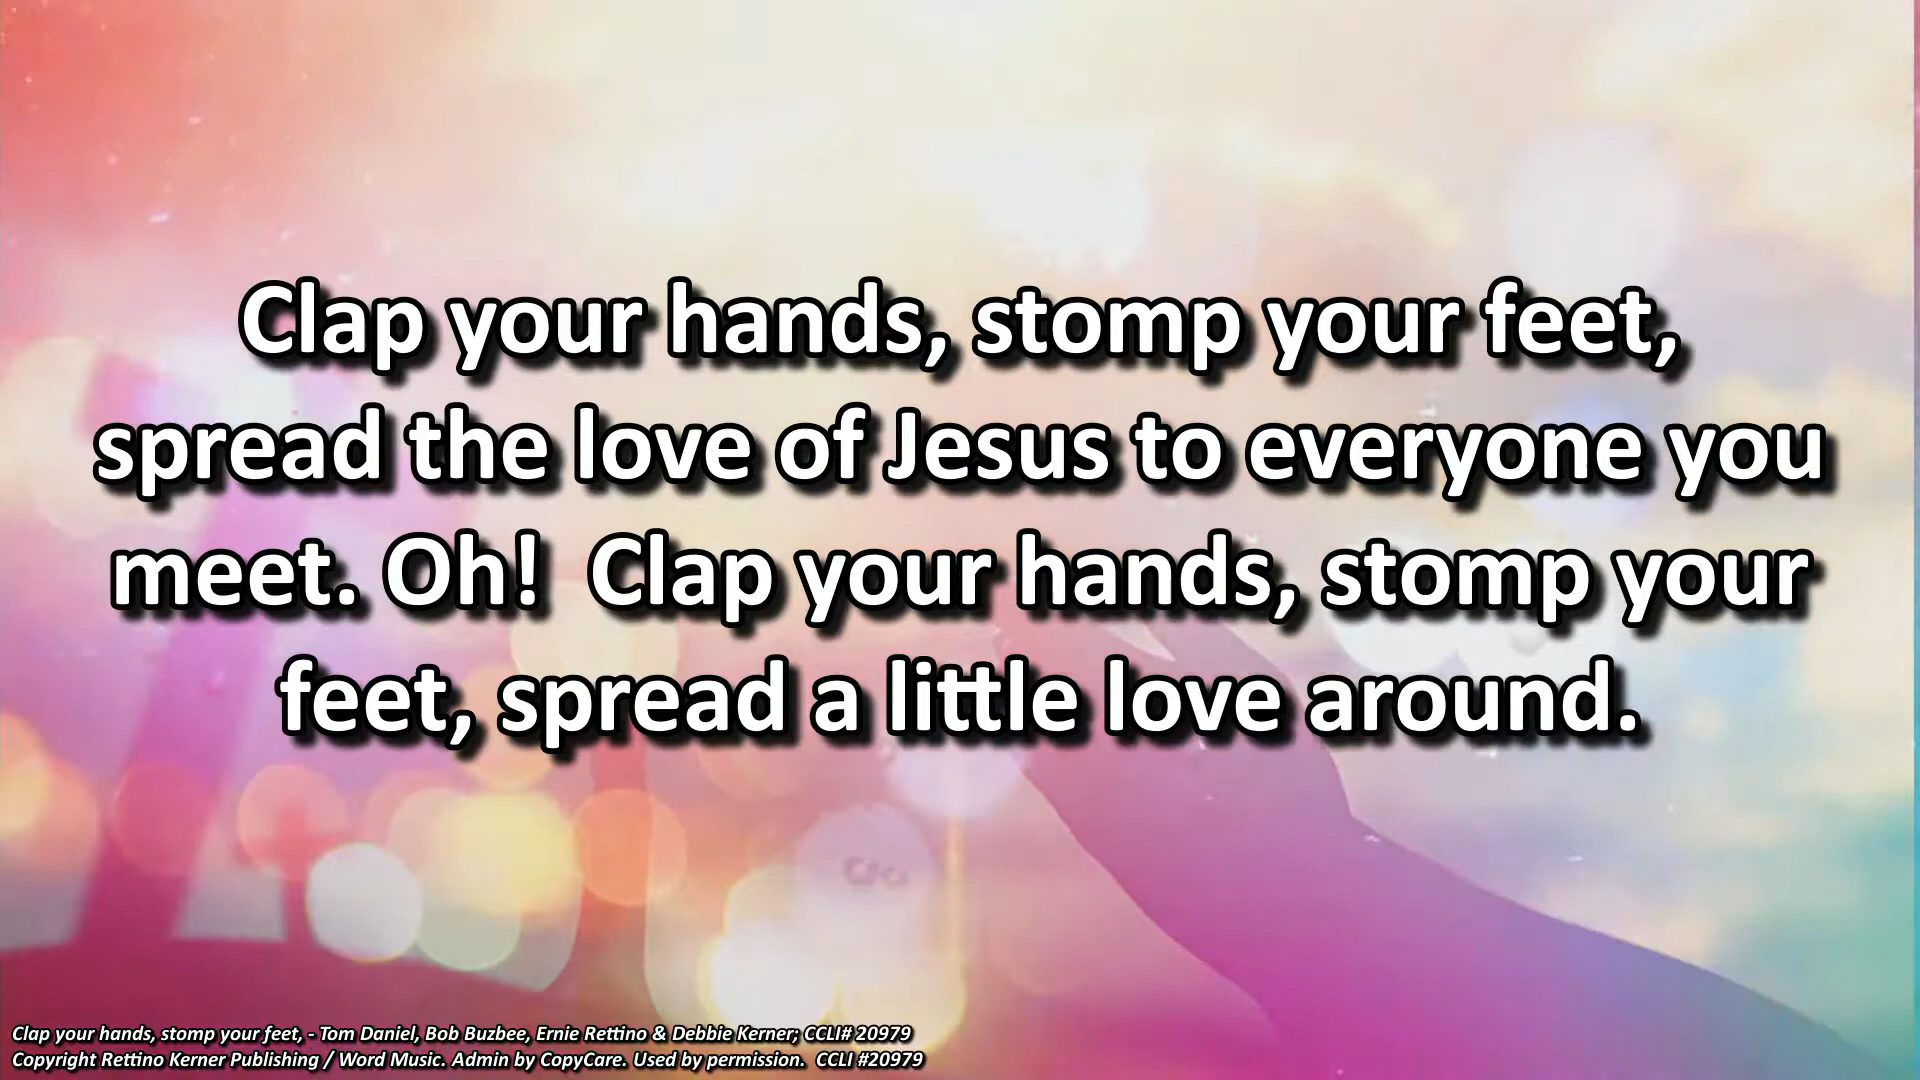 Clap your hands, stomp your feet,
spread the love of Jesus to everyone you
meet. Oh!  Clap your hands, stomp your
feet, spread a little love around.
Clap your hands, stomp your feet, - Tom Daniel, Bob Buzbee, Ernie Rettino & Debbie Kerner; CCLI# 20979
Copyright Rettino Kerner Publishing / Word Music. Admin by CopyCare. Used by permission.  CCLI #20979